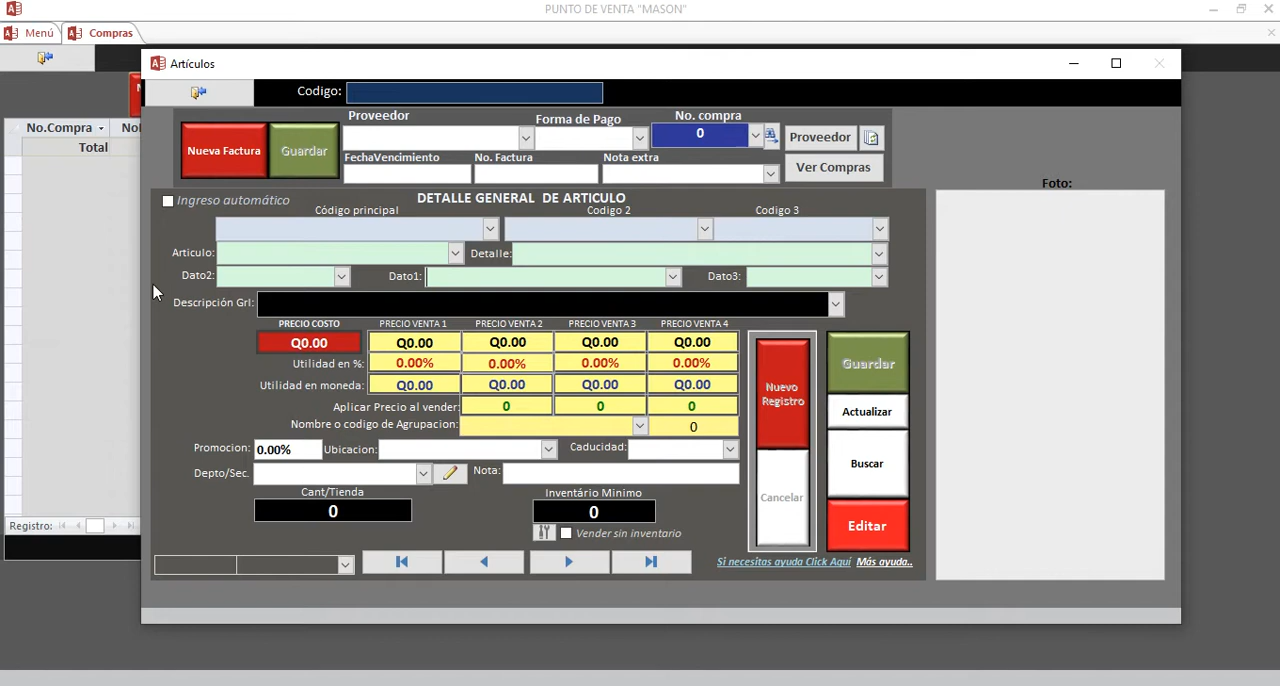 PUNTO DE VENTA "MASON"
Menú
Compras
Artículos
Codigo:
Proveedor
Forma de Pago
No. compra
Nueva Factura
Guardar
0
Proveedor
FechaVencimiento
No. Factura
Nota extra
Ver Compras
No.Compra
Total
Ingreso automático
DETALLE GENERAL DE ARTICULO
Foto:
Código principal
Codigo 2
Codigo 3
Articulo:
Detalle:
Dato2:
Dato1:
Dato3:
Descripción Grl:
PRECIO COSTO
PRECIO VENTA 1
PRECIO VENTA 2
PRECIO VENTA 3
PRECIO VENTA 4
Q0.00
Q0.00
Q0.00
Q0.00
Q0.00
Utilidad en %:
0.00%
0.00%
0.00%
0.00%
Utilidad en moneda:
Q0.00
Q0.00
Q0.00
Q0.00
Aplicar Precio al vender:
0
0
0
Nombre o codigo de Agrupacion:
0
Nuevo Registro
Cancelar
Guardar
Actualizar
Buscar
Editar
Promocion:
0.00%
Ubicacion:
Caducidad:
Depto/Sec.
Nota:
Cant/Tienda
Inventário Minimo
0
0
Vender sin inventario
Registro:
Si necesitas ayuda Click Aqui
Más ayuda..